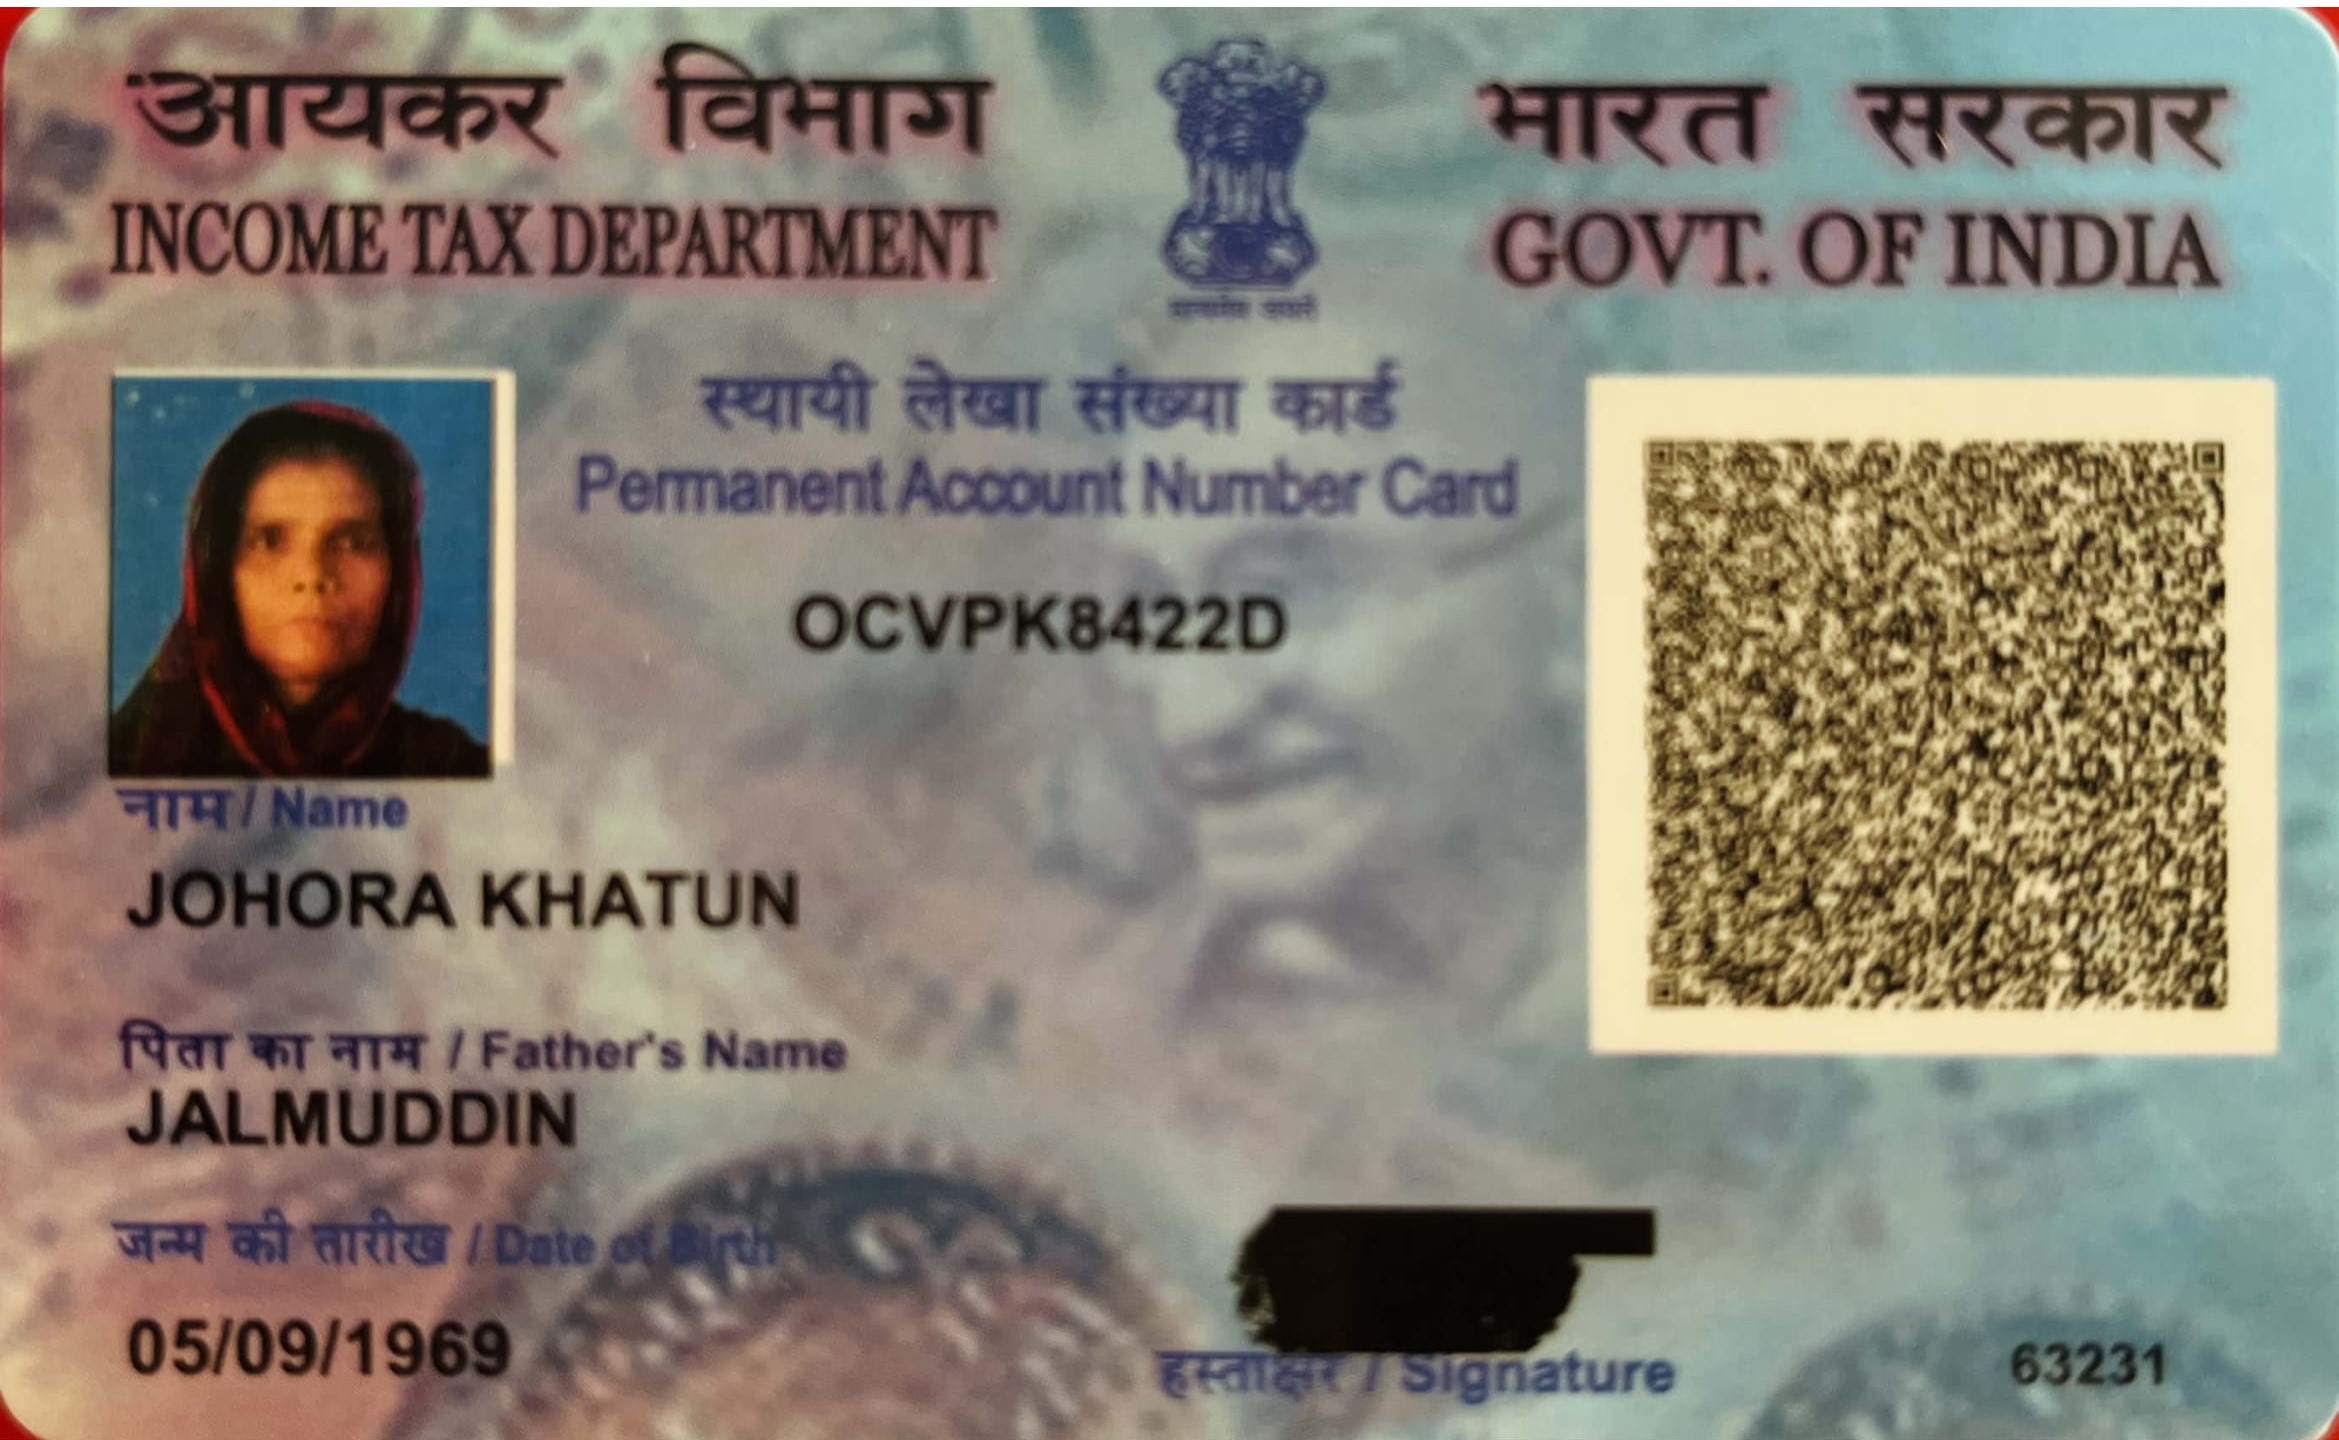 आयकर विभाग
भारत सरकार
INCOME TAX DEPARTMENT
GOVT. OF INDIA
सत्यमेव जयते
स्थायी लेखा संख्या कार्ड
Permanent Account Number Card
OCVPK8422D
नाम / Name
JOHORA KHATUN
पिता का नाम / Father's Name
JALMUDDIN
जन्म की तारीख / Date of Birth
05/09/1969
हस्ताक्षर / Signature
63231